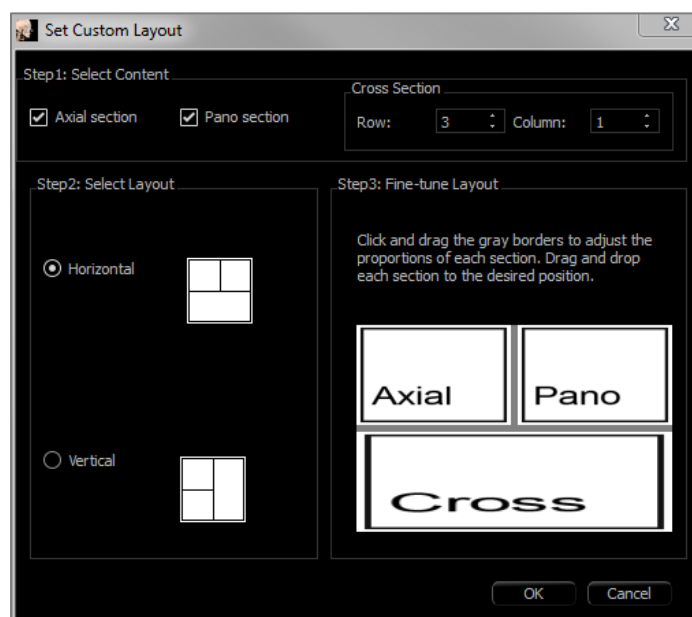 Set Custom Layout
Step1: Select Content
Axial section
Pano section
Cross Section
Row:
3
Column:
1
Step2: Select Layout
Horizontal
Vertical
Step3: Fine-tune Layout
Click and drag the gray borders to adjust the
proportions of each section. Drag and drop
each section to the desired position.
Axial
Pano
Cross
OK
Cancel